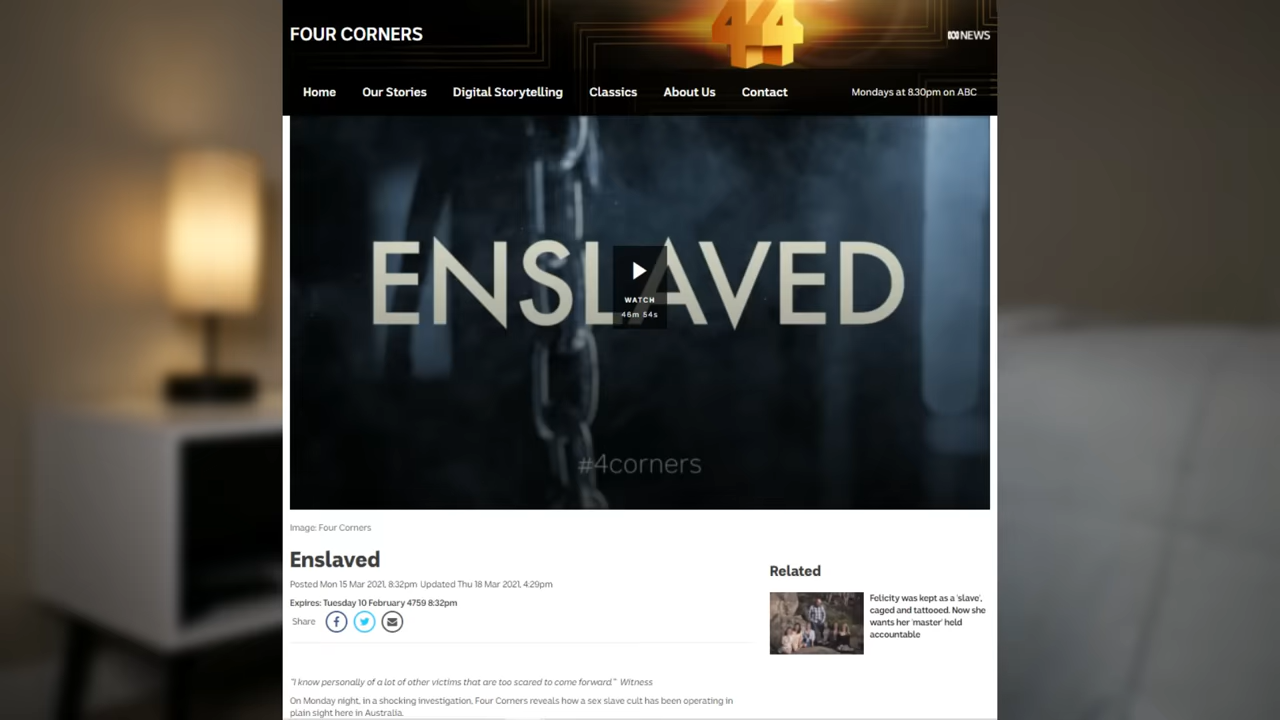 FOUR CORNERS
44
NEWS
Home Our Stories Digital Storytelling Classics About Us Contact Mondays at 8.30pm on ABC
ENSLAVED
WATCH
46m 54s
#4corners
Image: Four Corners
Enslaved
Posted Mon 15 Mar 2021, 8:32pm Updated Thu 18 Mar 2021, 4:29pm
Expires: Tuesday 10 February 4759 8:32pm
Share
Related
Felicity was kept as a 'slave',
caged and tattooed. Now she
wants her 'master' held
accountable
"I know personally of a lot of other victims that are too scared to come forward." Witness
On Monday night, in a shocking investigation, Four Corners reveals how a sex slave cult has been operating in
plain sight here in Australia.